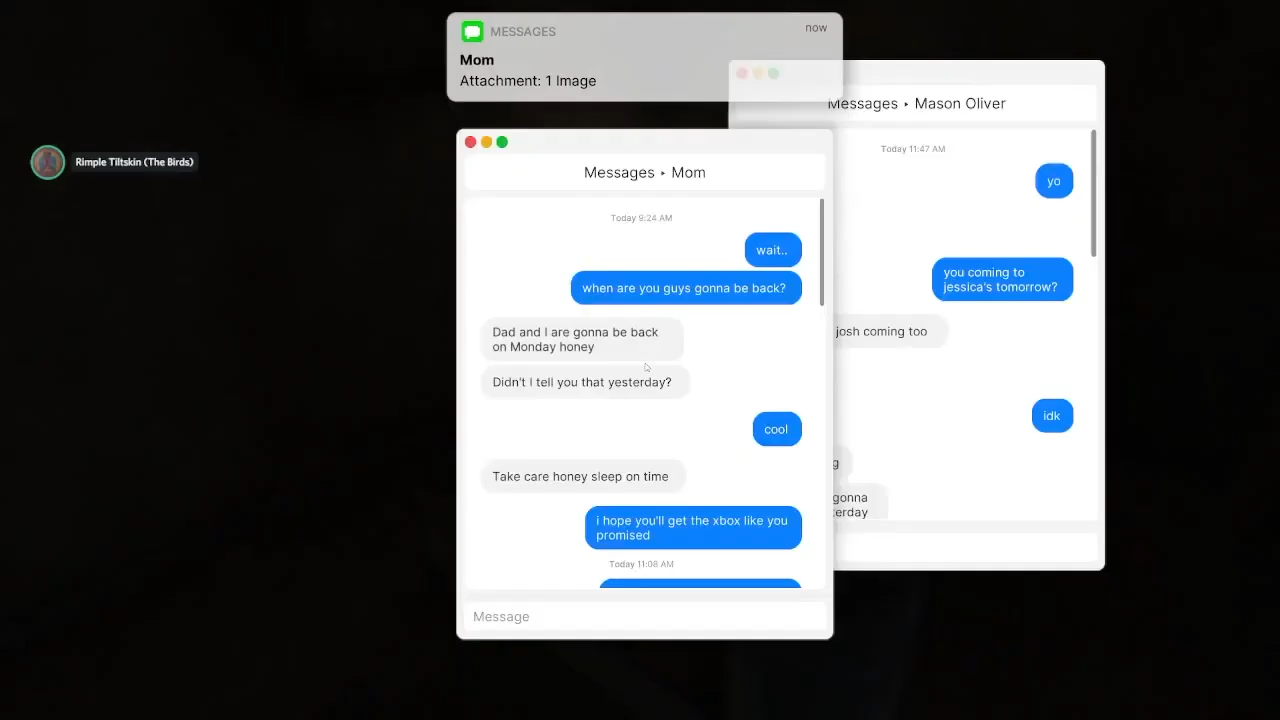 MESSAGES
now
Mom
Attachment: 1 Image
Rimple Tiltskin (The Birds)
Messages ‣ Mom
Today 9:24 AM
wait..
when are you guys gonna be back?
Dad and I are gonna be back
on Monday honey
Didn't I tell you that yesterday?
cool
Take care honey sleep on time
i hope you'll get the xbox like you
promised
Today 11:08 AM
Message
Messages ‣ Mason Oliver
Today 11:47 AM
yo
you coming to
jessica's tomorrow?
josh coming too
idk
g
gonna
erday